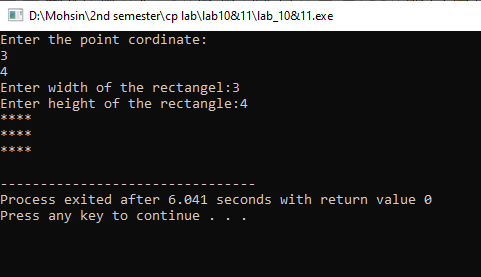 D:\Mohsin\2nd semester\cp lab\lab10&11\lab_10&11.exe
Enter the point cordinate:
3
4
Enter width of the rectangel:3
Enter height of the rectangle:4
****
****
****
--------------------------------
Process exited after 6.041 seconds with return value 0
Press any key to continue . . .